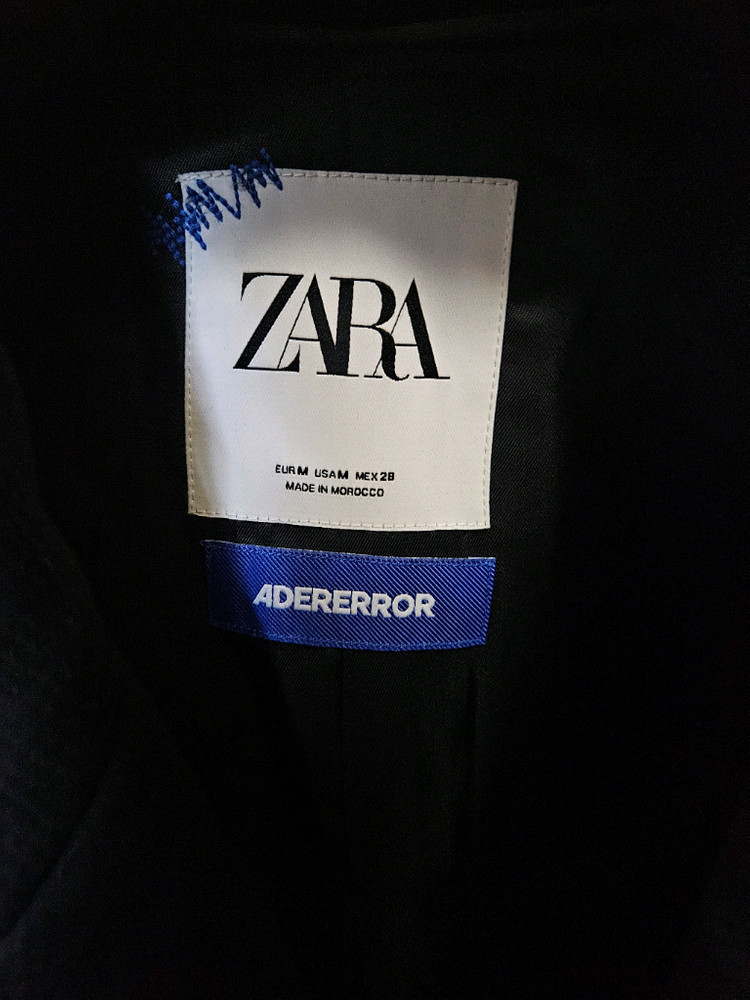 ZARA
EUR M USA M MEX 28
MADE IN MOROCCO
ADERERROR